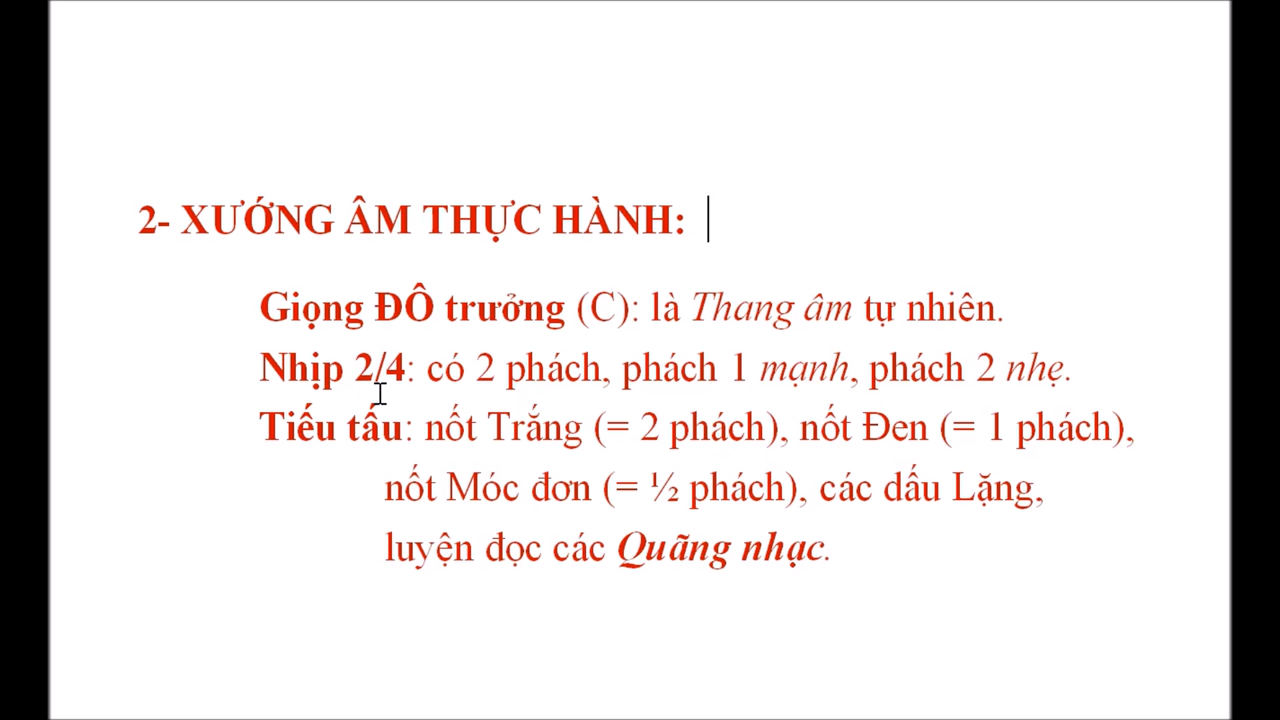 2- XƯỚNG ÂM THỰC HÀNH:
Giọng ĐÔ trưởng (C): là Thang âm tự nhiên.
Nhịp 2/4: có 2 phách, phách 1 mạnh, phách 2 nhẹ.
Tiếu tấu: nốt Trắng (= 2 phách), nốt Đen (= 1 phách),
nốt Móc đơn (= ½ phách), các dấu Lặng,
luyện đọc các Quãng nhạc.